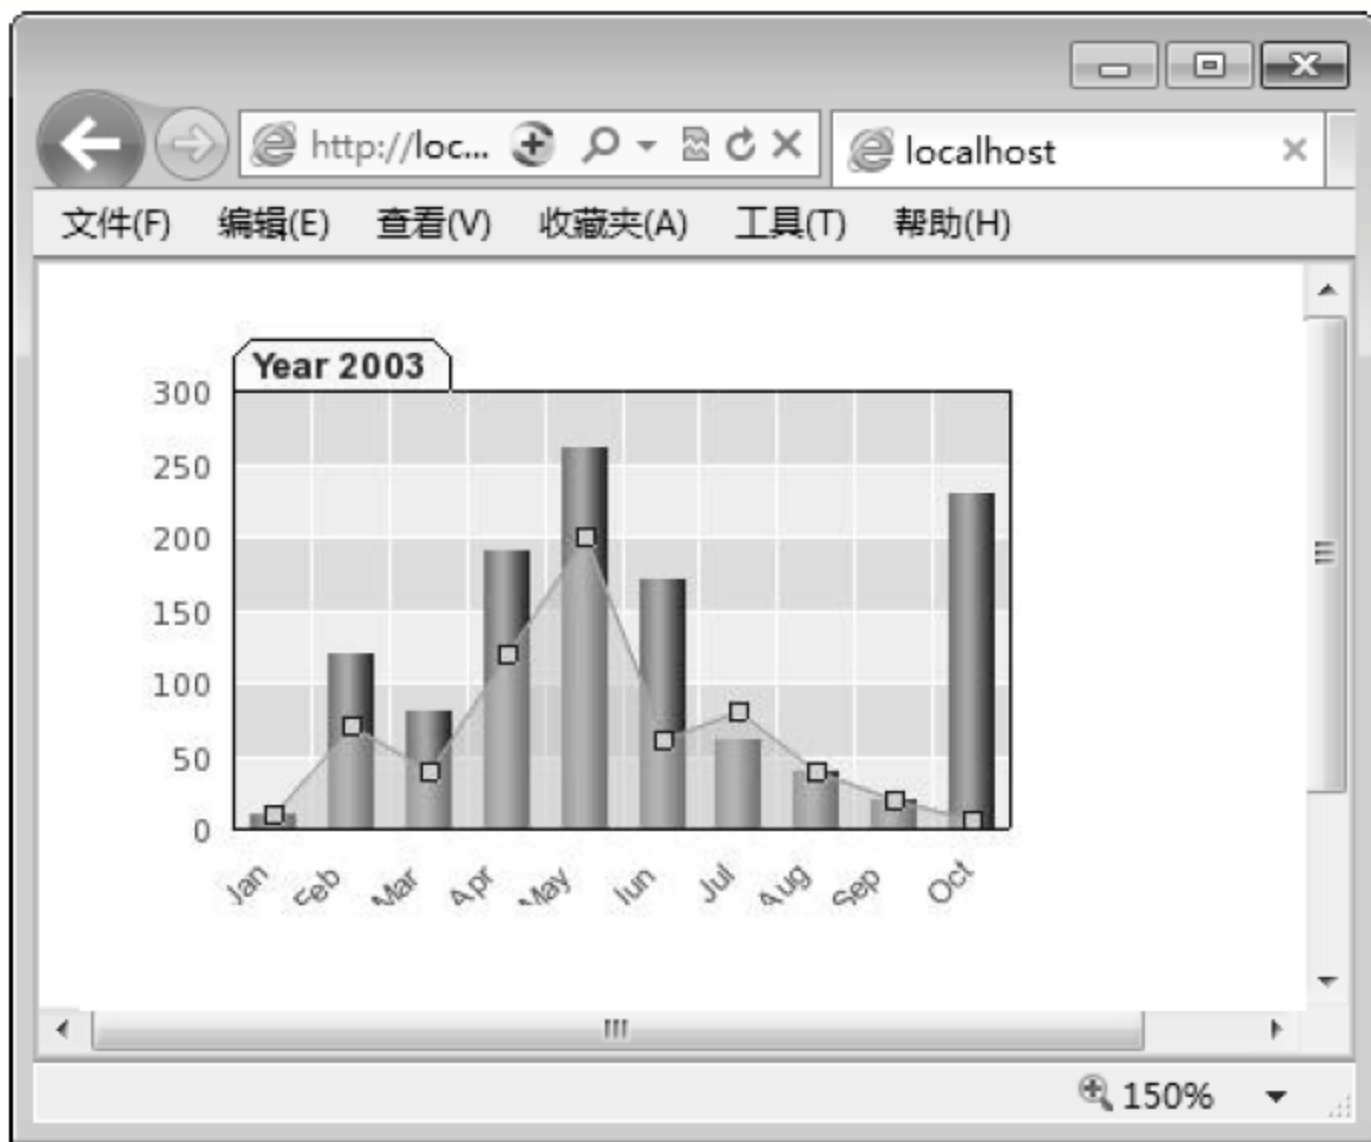 http://loc... localhost
文件(F) 编辑(E) 查看(V) 收藏夹(A) 工具(T) 帮助(H)
Year 2003
300
250
200
150
100
50
0
Jan Feb Mar Apr May Jun Jul Aug Sep Oct
150%